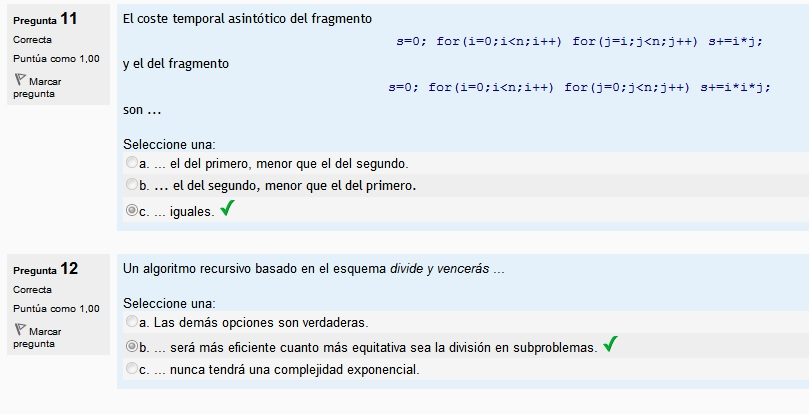 Pregunta 11
Correcta
Puntúa como 1,00
Marcar
pregunta
El coste temporal asintótico del fragmento
s=0; for(i=0;i<n;i++) for(j=i;j<n;j++) s+=i*j;
y el del fragmento
s=0; for(i=0;i<n;i++) for(j=0;j<n;j++) s+=i*i*j;
son ...
Seleccione una:
a. ... el del primero, menor que el del segundo.
b. ... el del segundo, menor que el del primero.
c. ... iguales.
Pregunta 12
Correcta
Puntúa como 1,00
Marcar
pregunta
Un algoritmo recursivo basado en el esquema divide y vencerás ...
Seleccione una:
a. Las demás opciones son verdaderas.
b. ... será más eficiente cuanto más equitativa sea la división en subproblemas.
c. ... nunca tendrá una complejidad exponencial.